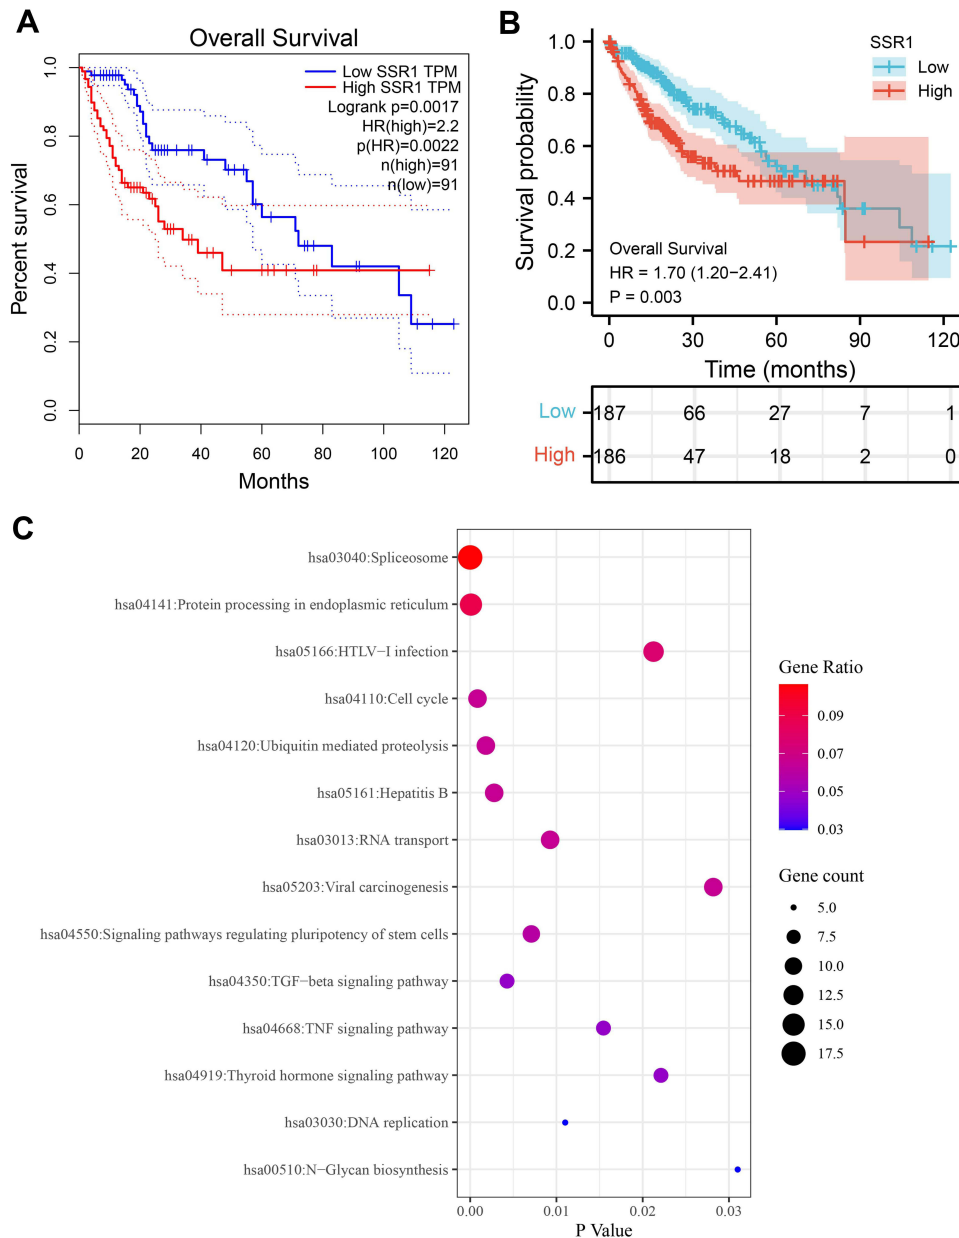 A
Overall Survival
Percent survival
1.0
0.8
0.6
0.4
0.2
0.0
Low SSR1 TPM
High SSR1 TPM
Logrank p=0.0017
HR(high)=2.2
p(HR)=0.0022
n(high)=91
n(low)=91
0 20 40 60 80 100 120
Months
B
Survival probability
1.0
0.8
0.6
0.4
0.2
0.0
SSR1
Low
High
Overall Survival
HR = 1.70 (1.20−2.41)
P = 0.003
0 30 60 90 120
Time (months)
Low 187 66 27 7 1
High 186 47 18 2 0
C
hsa03040:Spliceosome
hsa04141:Protein processing in endoplasmic reticulum
hsa05166:HTLV−I infection
hsa04110:Cell cycle
hsa04120:Ubiquitin mediated proteolysis
hsa05161:Hepatitis B
hsa03013:RNA transport
hsa05203:Viral carcinogenesis
hsa04550:Signaling pathways regulating pluripotency of stem cells
hsa04350:TGF−beta signaling pathway
hsa04668:TNF signaling pathway
hsa04919:Thyroid hormone signaling pathway
hsa03030:DNA replication
hsa00510:N−Glycan biosynthesis
0.00 0.01 0.02 0.03
P Value
Gene Ratio
0.09
0.07
0.05
0.03
Gene count
5.0
7.5
10.0
12.5
15.0
17.5